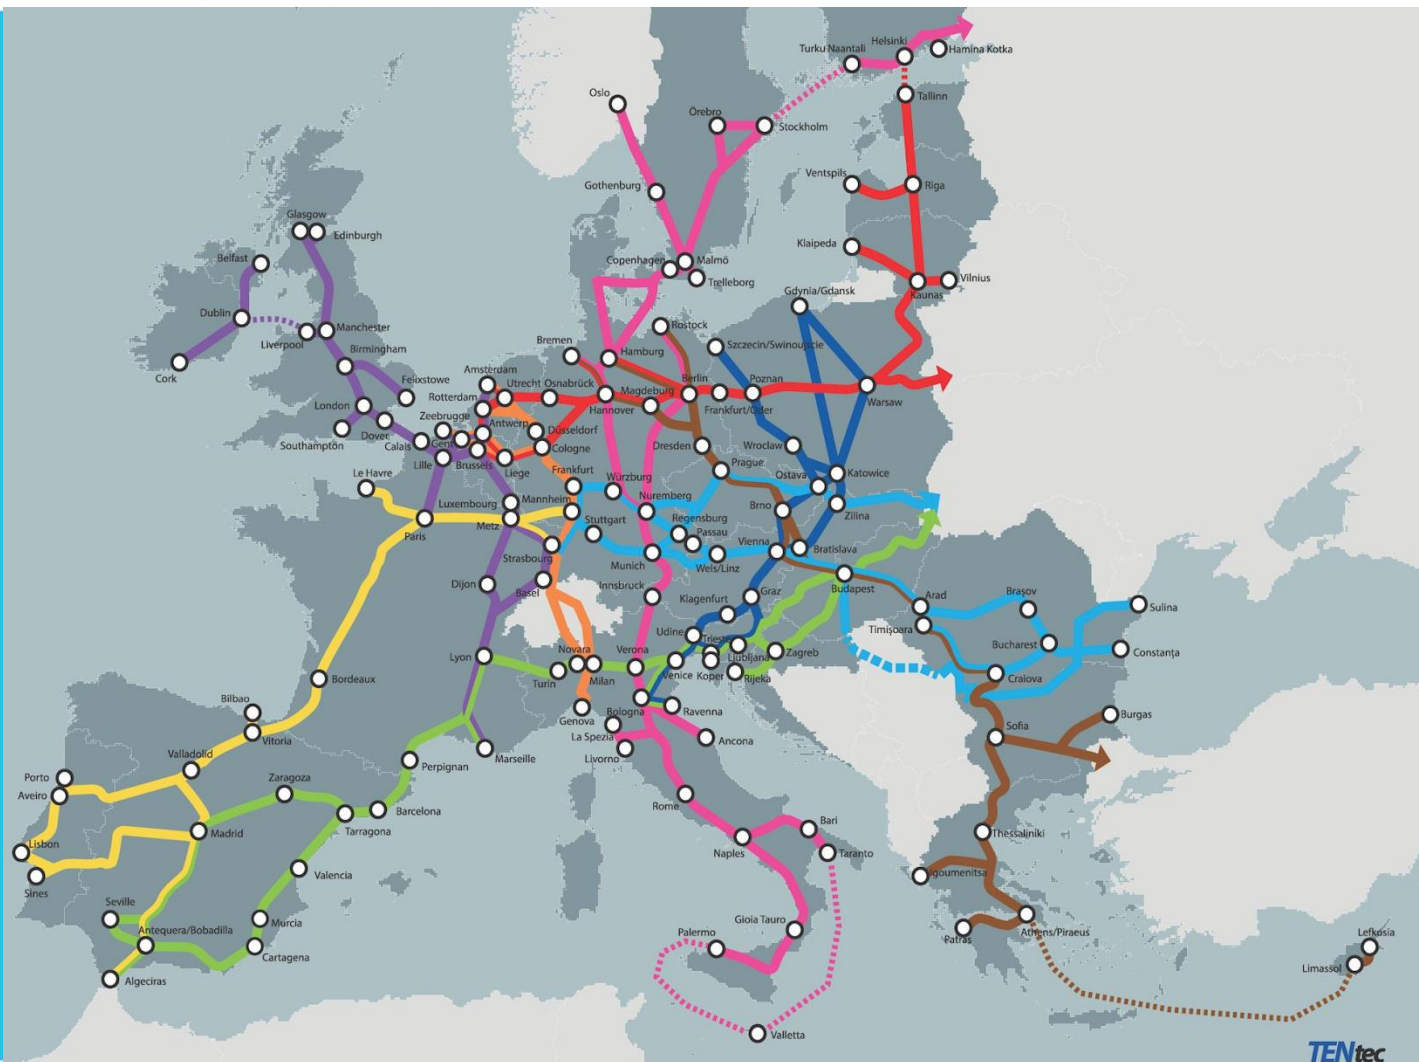 Helsinki
Turku Naantali
Hamina Kotka
Oslo
Örebro
Tallinn
Stockholm
Ventspils
Riga
Gothenburg
Glasgow
Edinburgh
Klaipeda
Belfast
Copenhagen
Malmö
Trelleborg
Vilnius
Gdynia/Gdansk
Kaunas
Dublin
Manchester
Rostock
Liverpool
Bremen
Szczecin/Swinoujscie
Birmingham
Hamburg
Cork
Amsterdam
Felixstowe
Utrecht
Osnabrück
Magdeburg
Berlin
Poznan
Rotterdam
Warsaw
London
Zeebrugge
Hannover
Frankfurt/Oder
Antwerp
Düsseldorf
Southampton
Dover
Calais
Gent
Cologne
Dresden
Wroclaw
Lille
Brussels
Liege
Prague
Le Havre
Frankfurt
Würzburg
Ostava
Katowice
Luxembourg
Mannheim
Nuremberg
Brno
Zilina
Metz
Stuttgart
Regensburg
Paris
Passau
Strasbourg
Vienna
Bratislava
Munich
Wels/Linz
Dijon
Basel
Innsbruck
Klagenfurt
Graz
Budapest
Arad
Braşov
Sulina
Timişoara
Udine
Trieste
Bucharest
Constanţa
Lyon
Novara
Verona
Ljubljana
Zagreb
Turin
Milan
Venice
Koper
Rijeka
Craiova
Bordeaux
Bilbao
Genova
Bologna
Ravenna
Burgas
Vitoria
La Spezia
Ancona
Sofia
Marseille
Livorno
Valladolid
Perpignan
Porto
Zaragoza
Aveiro
Rome
Barcelona
Tarragona
Bari
Madrid
Thessaliniki
Lisbon
Naples
Taranto
Valencia
Igoumenitsa
Sines
Seville
Murcia
Gioia Tauro
Antequera/Bobadilla
Palermo
Patras
Athens/Piraeus
Lefkosia
Cartagena
Limassol
Algeciras
Valletta
TENtec